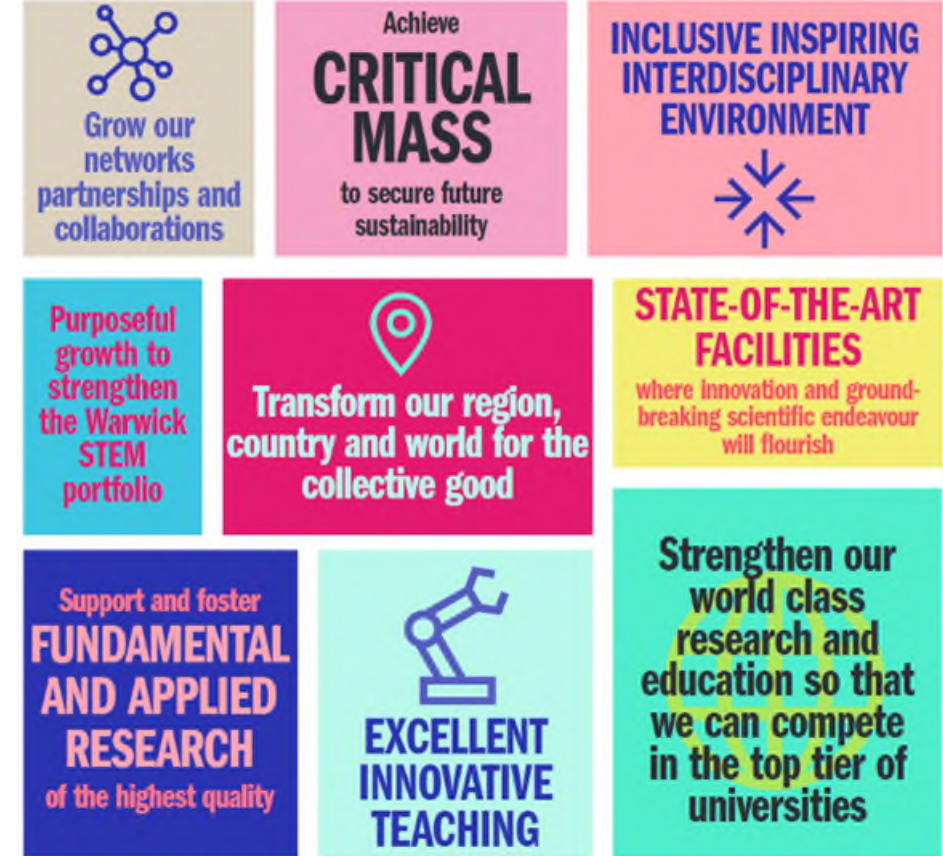 Grow our
networks
partnerships and
collaborations
Achieve
CRITICAL
MASS
to secure future
sustainability
INCLUSIVE INSPIRING
INTERDISCIPLINARY
ENVIRONMENT
Purposeful
growth to
strengthen
the Warwick
STEM
portfolio
Transform our region,
country and world for the
collective good
STATE-OF-THE-ART
FACILITIES
where innovation and ground-
breaking scientific endeavour
will flourish
Support and foster
FUNDAMENTAL
AND APPLIED
RESEARCH
of the highest quality
EXCELLENT
INNOVATIVE
TEACHING
Strengthen our
world class
research and
education so that
we can compete
in the top tier of
universities